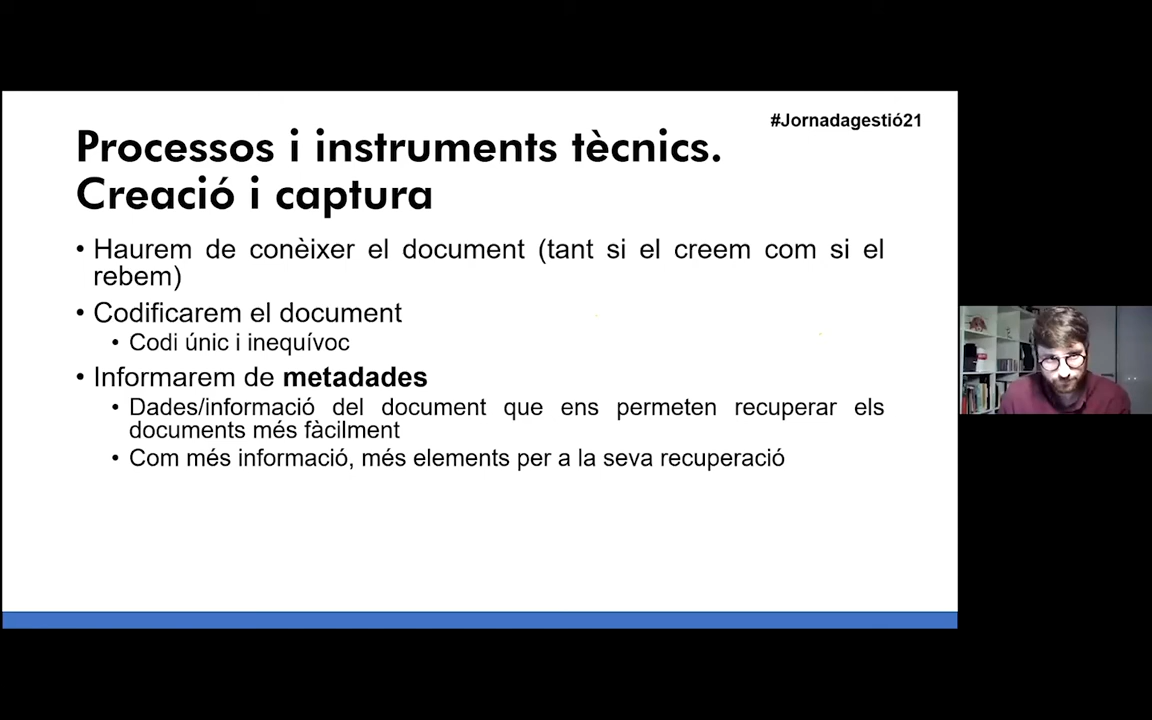 #Jornadagestió21
Processos i instruments tècnics.
Creació i captura
• Haurem de conèixer el document (tant si el creem com si el
rebem)
• Codificarem el document
• Codi únic i inequívoc
• Informarem de metadades
• Dades/informació del document que ens permeten recuperar els
documents més fàcilment
• Com més informació, més elements per a la seva recuperació